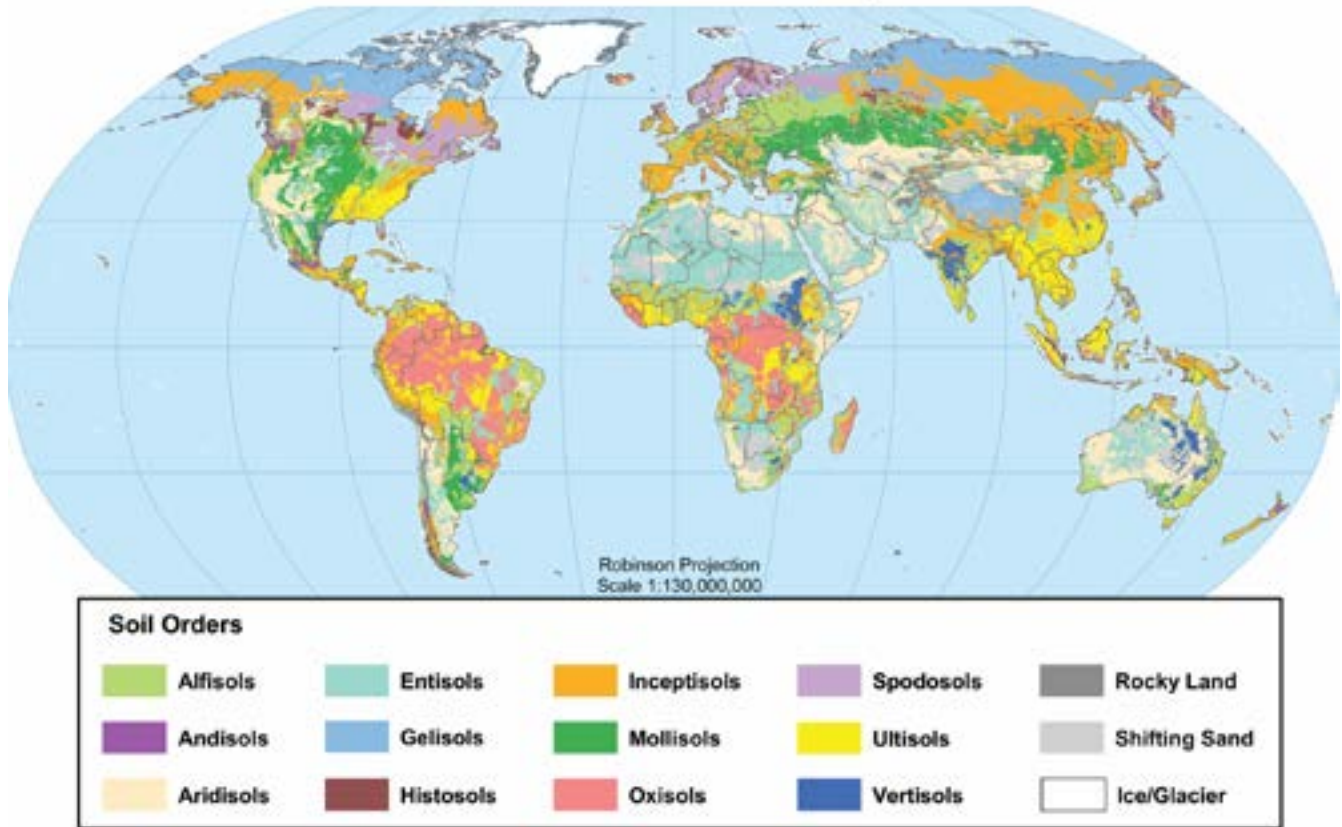 Robinson Projection
Scale 1:130,000,000
Soil Orders
Alfisols Entisols Inceptisols Spodosols Rocky Land
Andisols Gelisols Mollisols Ultisols Shifting Sand
Aridisols Histosols Oxisols Vertisols Ice/Glacier